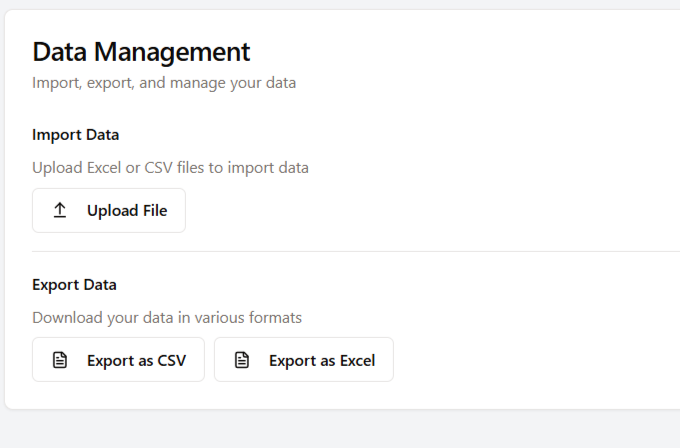 Data Management
Import, export, and manage your data
Import Data
Upload Excel or CSV files to import data
Upload File
Export Data
Download your data in various formats
Export as CSV
Export as Excel